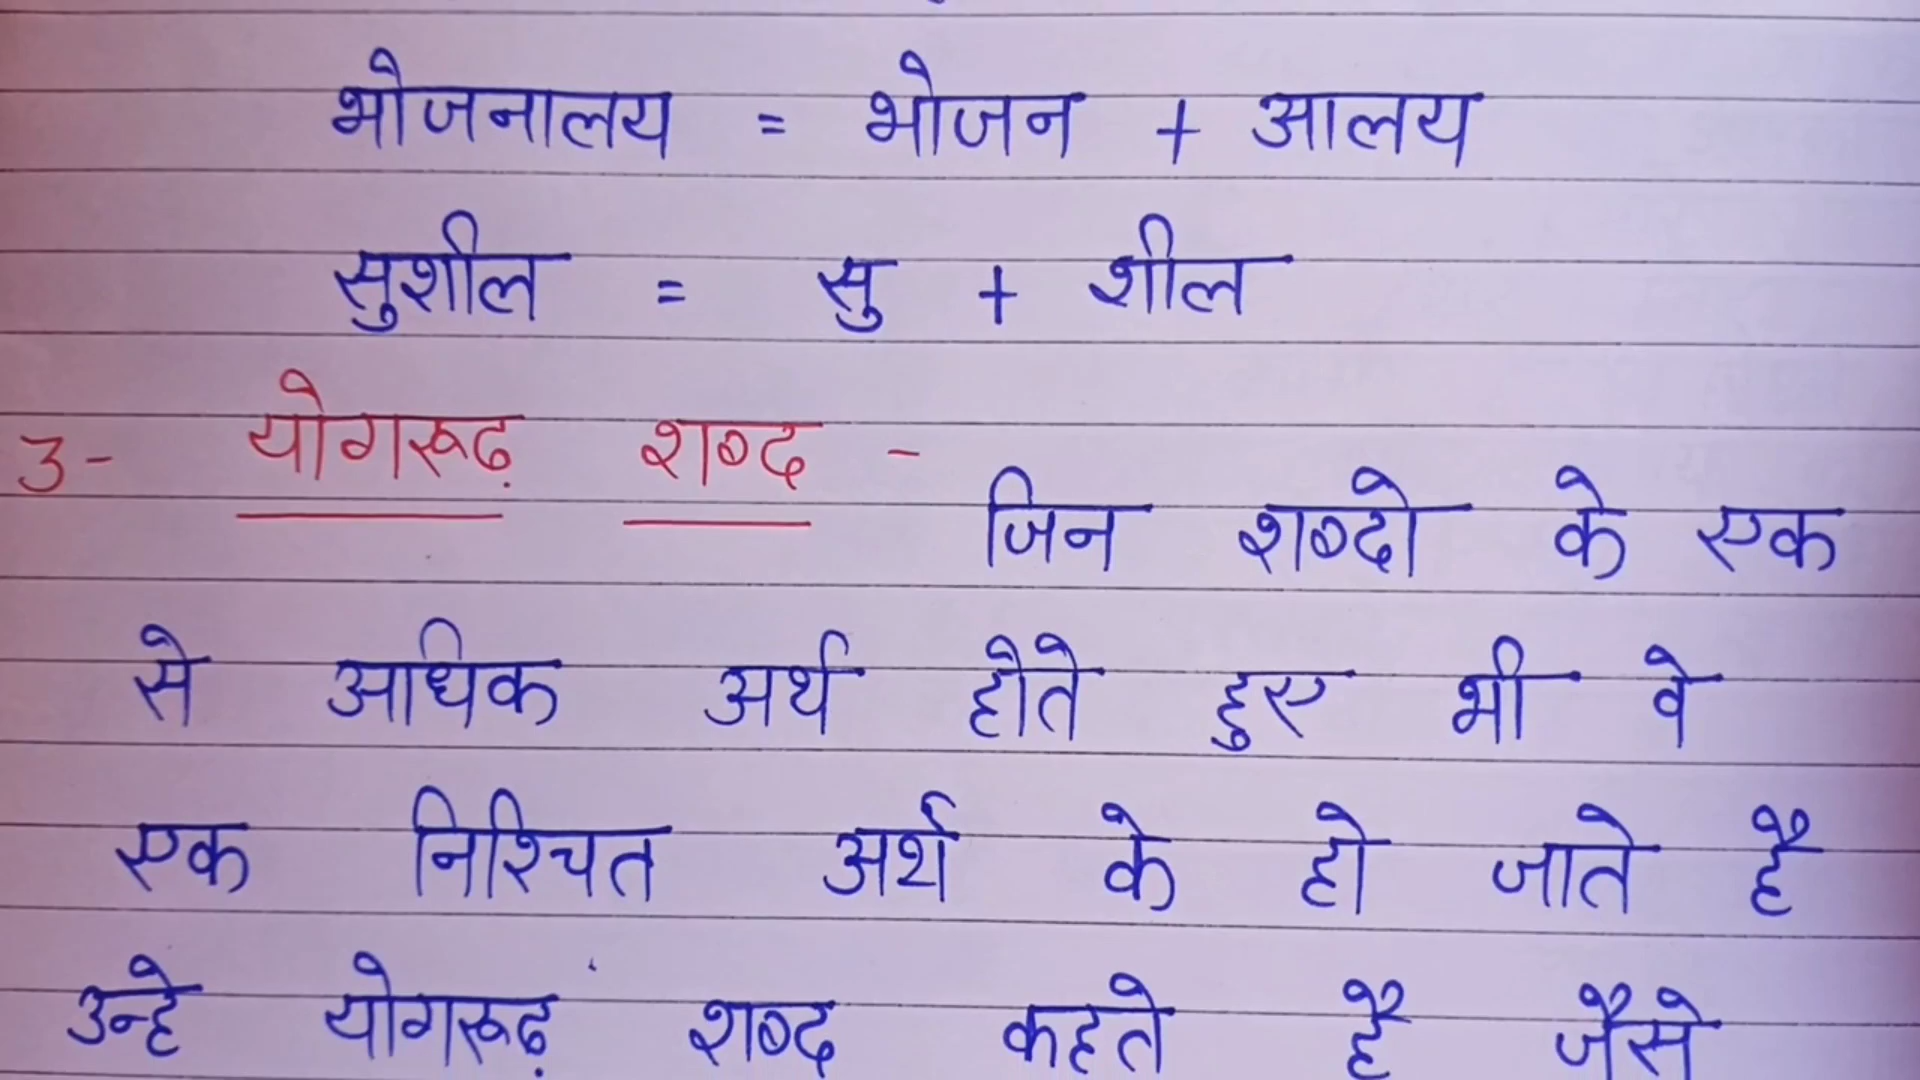 भोजनालय = भोजन + आलय
सुशील = सु + शील
3- योगरूढ़ शब्द -
जिन शब्दो के एक
से अधिक अर्थ होते हुए भी वे
एक निश्चित अर्थ के हो जाते है
उन्हे योगरूढ़ शब्द कहते है जैसे